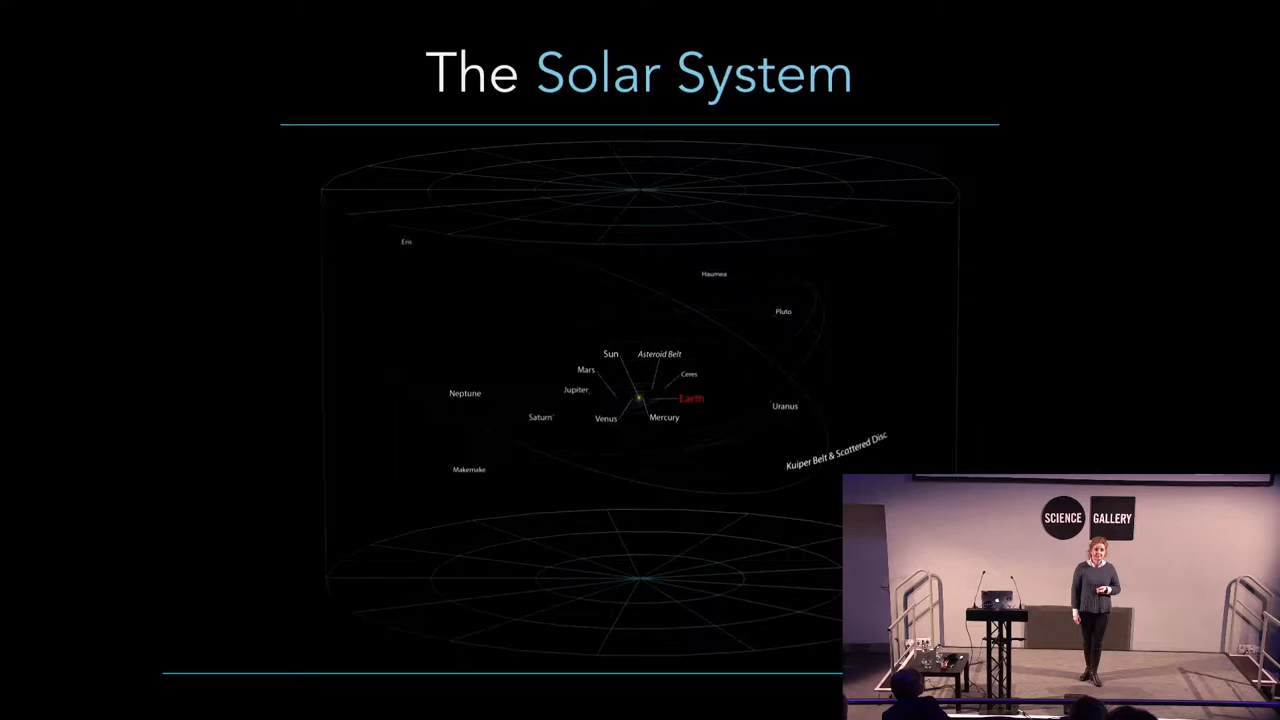 The Solar System
Eris
Haumea
Pluto
Sun
Asteroid Belt
Mars
Ceres
Jupiter
Neptune
Earth
Uranus
Saturn
Venus
Mercury
Kuiper Belt & Scattered Disc
Makemake
SCIENCE
GALLERY